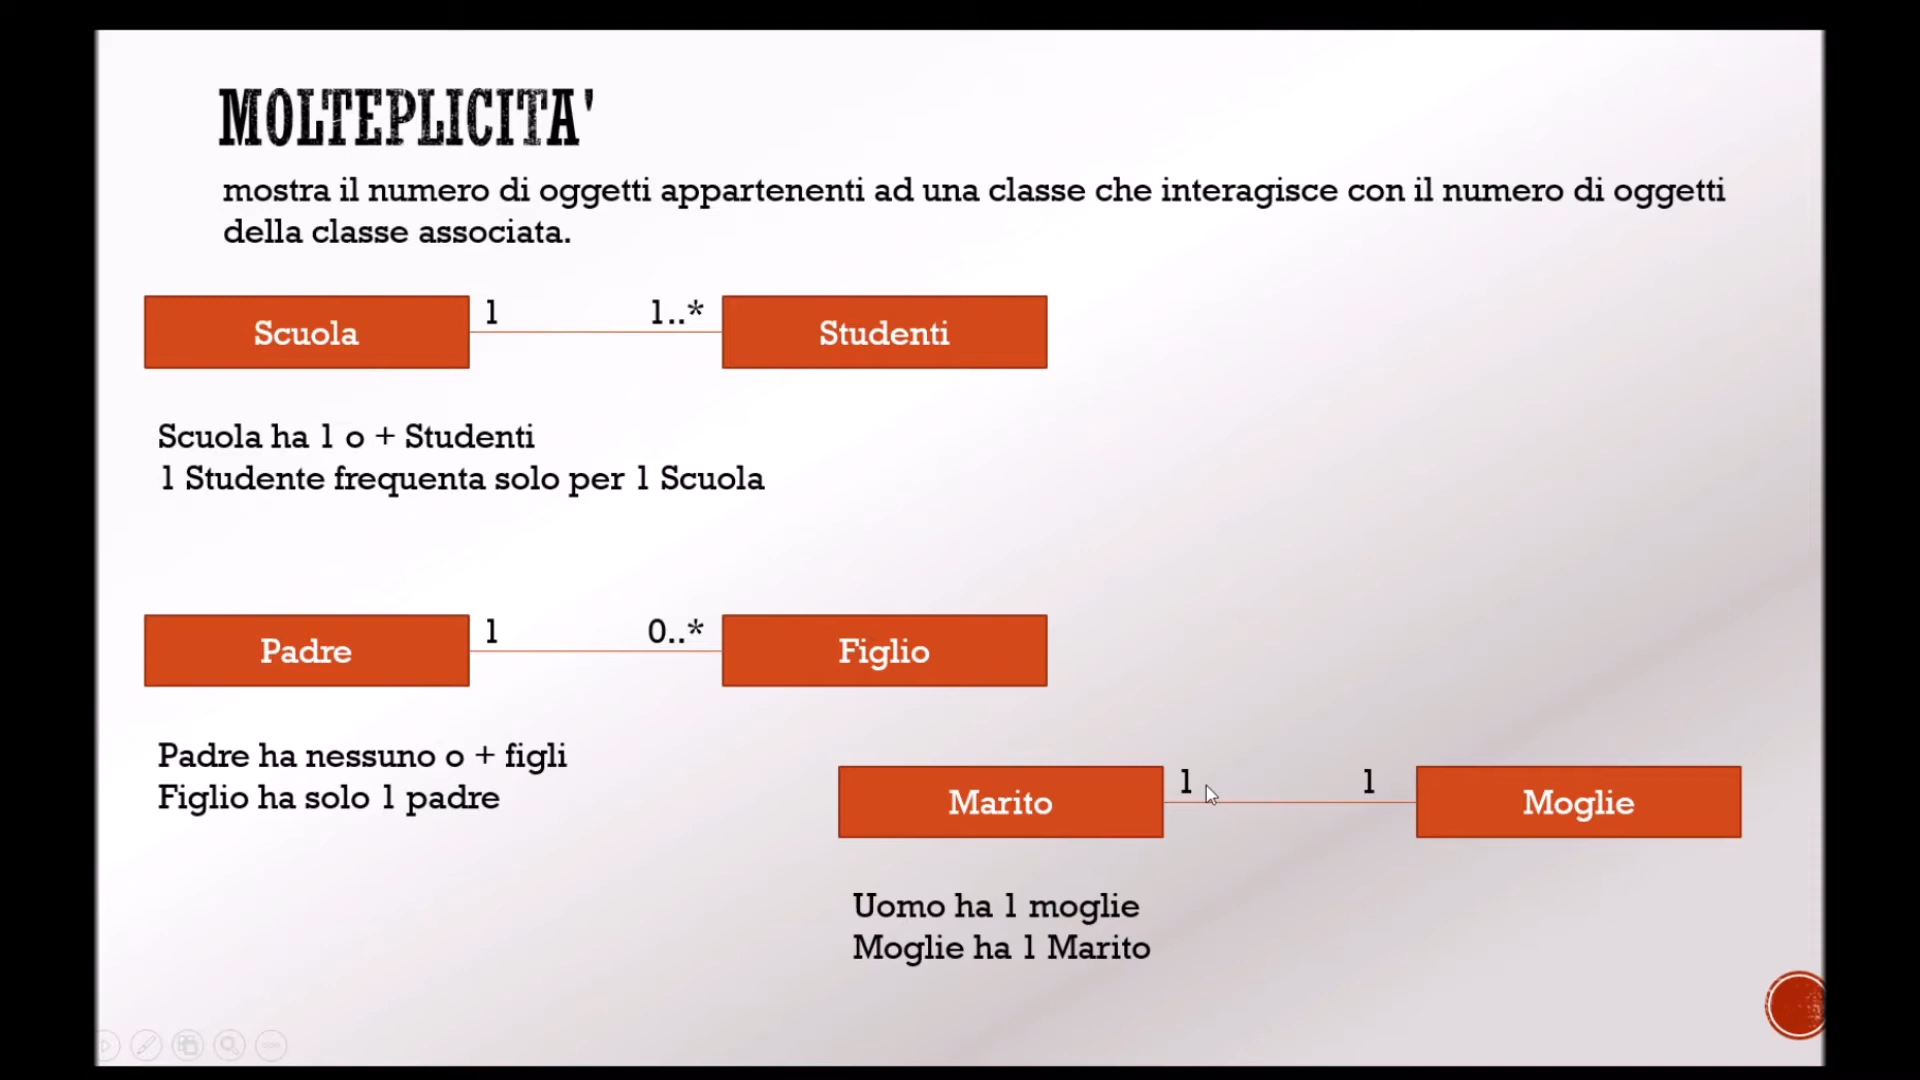 MOLTEPLICITA'
mostra il numero di oggetti appartenenti ad una classe che interagisce con il numero di oggetti
della classe associata.
Scuola 1 1..* Studenti
Scuola ha 1 o + Studenti
1 Studente frequenta solo per 1 Scuola
Padre 1 0..* Figlio
Padre ha nessuno o + figli
Figlio ha solo 1 padre
Marito 1 1 Moglie
Uomo ha 1 moglie
Moglie ha 1 Marito